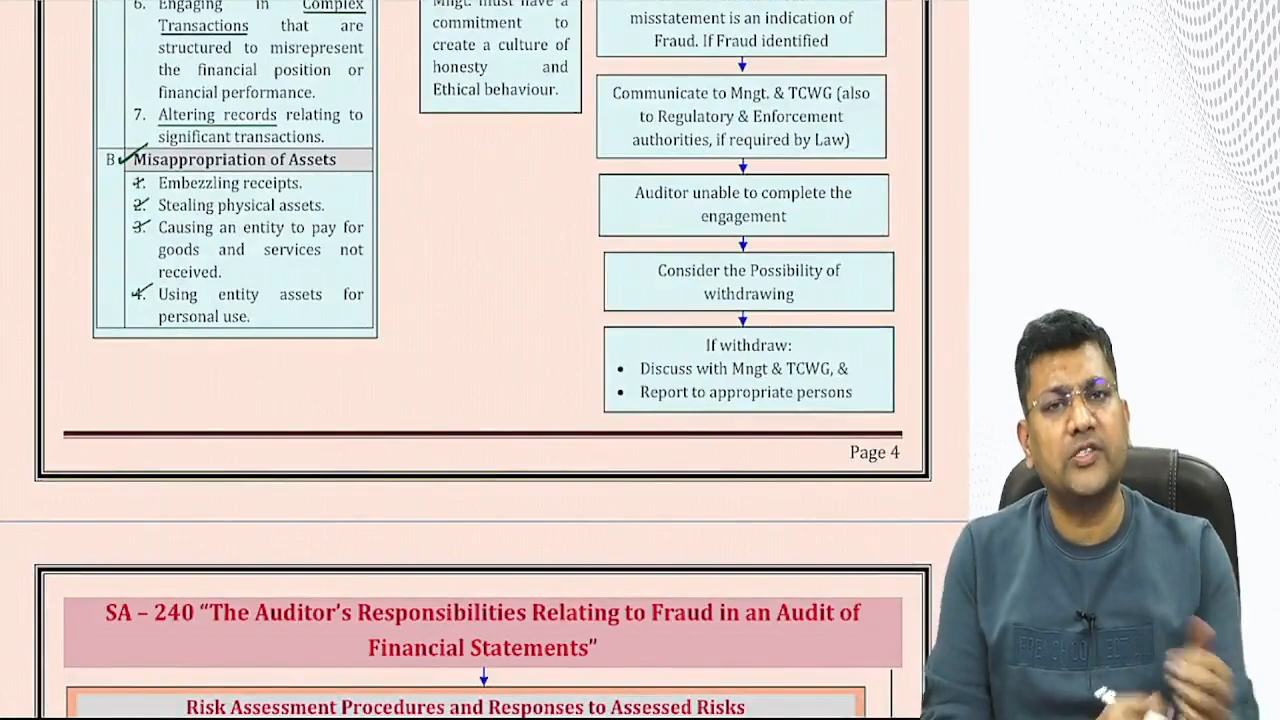 6. Engaging in Complex
Transactions that are
structured to misrepresent
the financial position or
financial performance.
7. Altering records relating to
significant transactions.
B Misappropriation of Assets
1. Embezzling receipts.
2. Stealing physical assets.
3. Causing an entity to pay for
goods and services not
received.
4. Using entity assets for
personal use.
Mngt. must have a
commitment to
create a culture of
honesty and
Ethical behaviour.
misstatement is an indication of
Fraud. If Fraud identified
Communicate to Mngt. & TCWG (also
to Regulatory & Enforcement
authorities, if required by Law)
Auditor unable to complete the
engagement
Consider the Possibility of
withdrawing
If withdraw:
• Discuss with Mngt & TCWG, &
• Report to appropriate persons
Page 4
SA – 240 “The Auditor’s Responsibilities Relating to Fraud in an Audit of
Financial Statements”
Risk Assessment Procedures and Responses to Assessed Risks